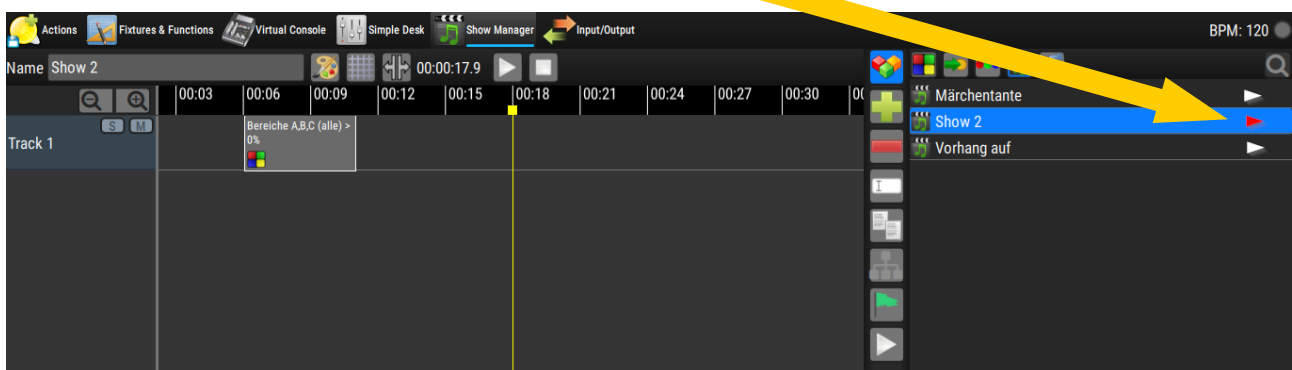 Actions Fixtures & Functions Virtual Console Simple Desk Show Manager Input/Output BPM: 120
Name Show 2 00:00:17.9
00:03 00:06 00:09 00:12 00:15 00:18 00:21 00:24 00:27 00:30
S M
Track 1
Bereiche A,B,C (alle) >
0%
Märchentante
Show 2
Vorhang auf